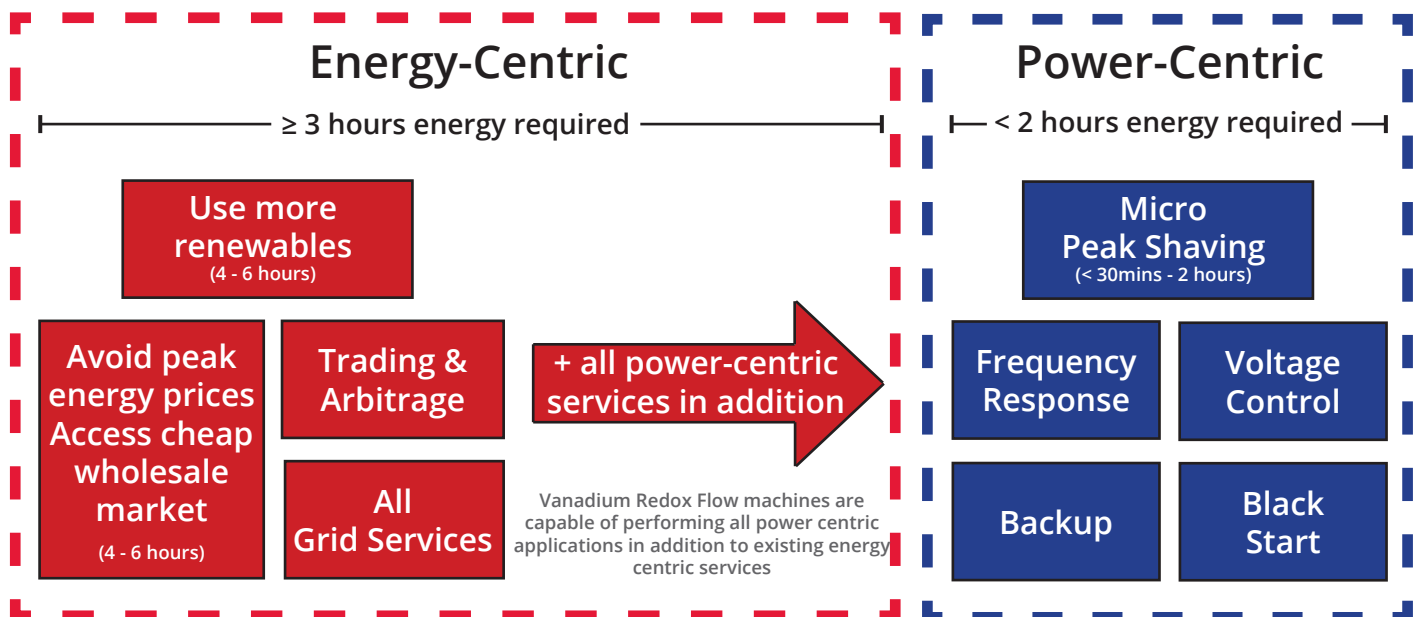 Energy-Centric
≥ 3 hours energy required
Use more
renewables
(4 - 6 hours)
Avoid peak
energy prices
Access cheap
wholesale
market
(4 - 6 hours)
Trading &
Arbitrage
All
Grid Services
+ all power-centric
services in addition
Vanadium Redox Flow machines are
capable of performing all power centric
applications in addition to existing energy
centric services
Power-Centric
< 2 hours energy required
Micro
Peak Shaving
(< 30mins - 2 hours)
Frequency
Response
Voltage
Control
Backup
Black
Start